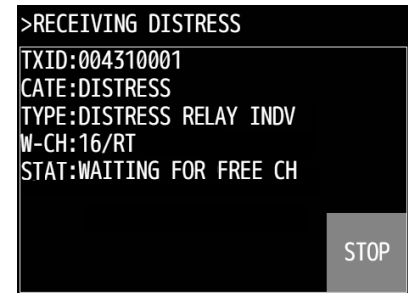 >RECEIVING DISTRESS
TXID:004310001
CATE:DISTRESS
TYPE:DISTRESS RELAY INDV
W-CH:16/RT
STAT:WAITING FOR FREE CH
STOP